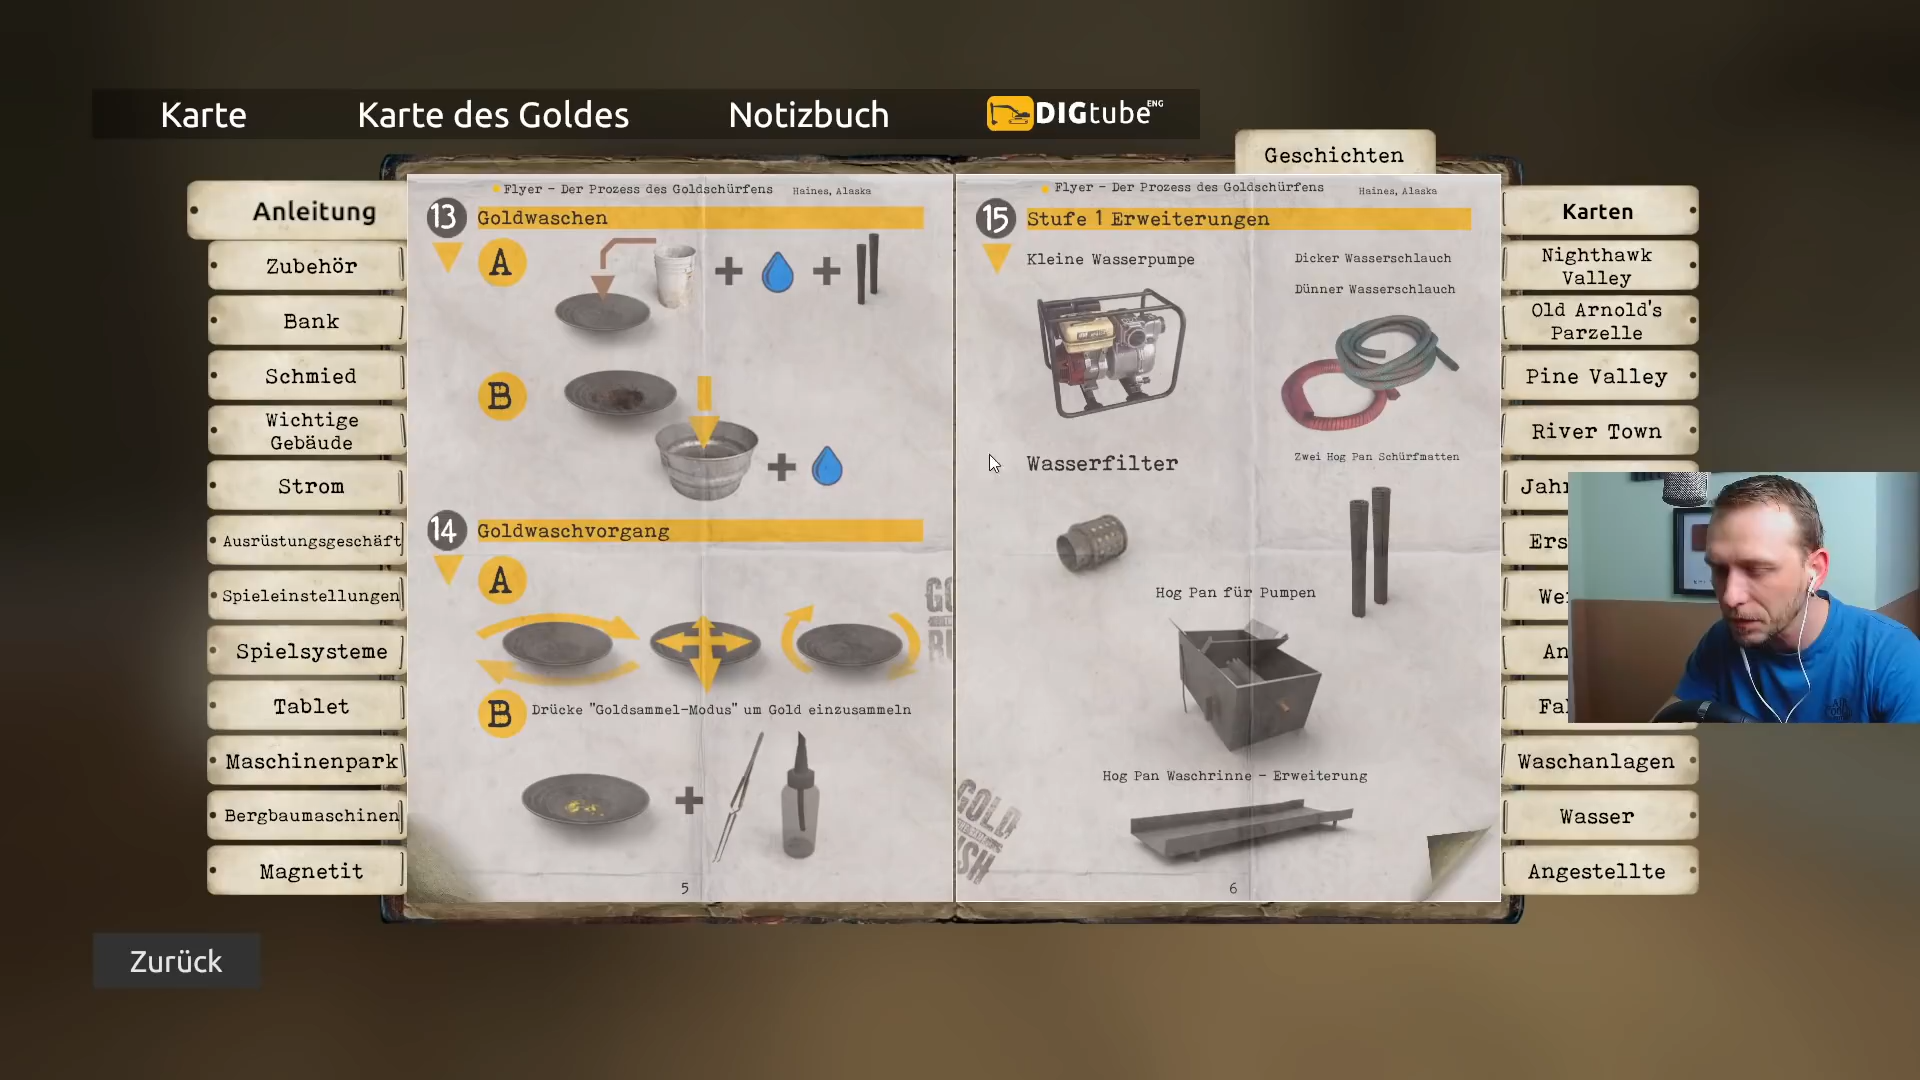 Karte
Karte des Goldes
Notizbuch
DIGtube ENG
Geschichten
Anleitung
Zubehör
Bank
Schmied
Wichtige
Gebäude
Strom
Ausrüstungsgeschäft
Spieleinstellungen
Spielsysteme
Tablet
Maschinenpark
Bergbaumaschinen
Magnetit
Flyer - Der Prozess des Goldschürfens
Haines, Alaska
13 Goldwaschen
A
B
14 Goldwaschvorgang
A
B Drücke "Goldsammel-Modus" um Gold einzusammeln
5
Flyer - Der Prozess des Goldschürfens
Haines, Alaska
15 Stufe 1 Erweiterungen
Kleine Wasserpumpe
Dicker Wasserschlauch
Dünner Wasserschlauch
Wasserfilter
Zwei Hog Pan Schürfmatten
Hog Pan für Pumpen
Hog Pan Waschrinne - Erweiterung
GOLD
6
Karten
Nighthawk
Valley
Old Arnold's
Parzelle
Pine Valley
River Town
Waschanlagen
Wasser
Angestellte
Zurück